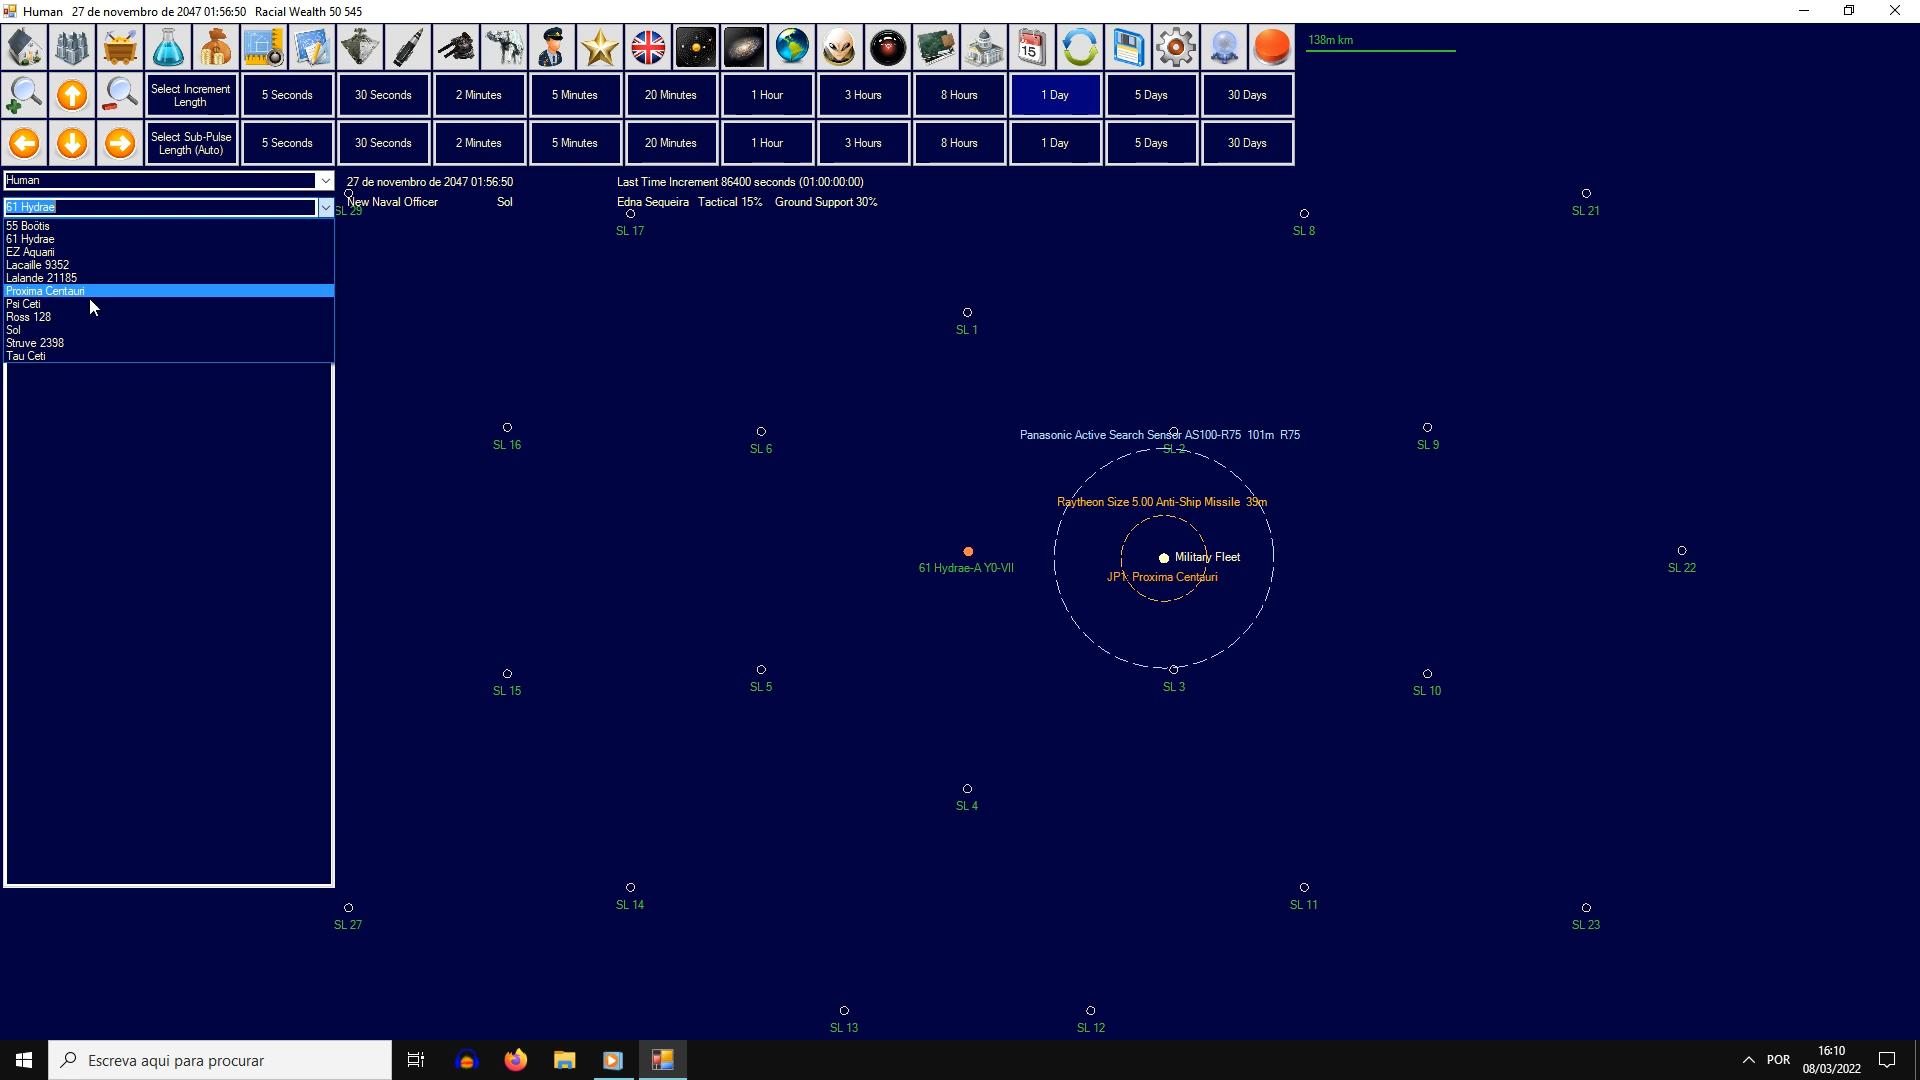 Human 27 de novembro de 2047 01:56:50 Racial Wealth 50 545
138m km
15
Select Increment Length
5 Seconds
30 Seconds
2 Minutes
5 Minutes
20 Minutes
1 Hour
3 Hours
8 Hours
1 Day
5 Days
30 Days
Select Sub-Pulse Length (Auto)
5 Seconds
30 Seconds
2 Minutes
5 Minutes
20 Minutes
1 Hour
3 Hours
8 Hours
1 Day
5 Days
30 Days
Human
27 de novembro de 2047 01:56:50
Last Time Increment 86400 seconds (01:00:00:00)
New Naval Officer
Sol
Edna Sequeira Tactical 15% Ground Support 30%
61 Hydrae
55 Boötis
61 Hydrae
EZ Aquarii
Lacaille 9352
Lalande 21185
Proxima Centauri
Psi Ceti
Ross 128
Sol
Struve 2398
Tau Ceti
SL 29
SL 17
SL 8
SL 21
SL 1
SL 16
SL 6
Panasonic Active Search Sensor AS100-R75 101m R75
SL 2
SL 9
Raytheon Size 5.00 Anti-Ship Missile 39m
Military Fleet
61 Hydrae-A Y0-VII
JP1: Proxima Centauri
SL 22
SL 15
SL 5
SL 3
SL 10
SL 4
SL 14
SL 11
SL 27
SL 23
SL 13
SL 12
Escreva aqui para procurar
POR
16:10
08/03/2022